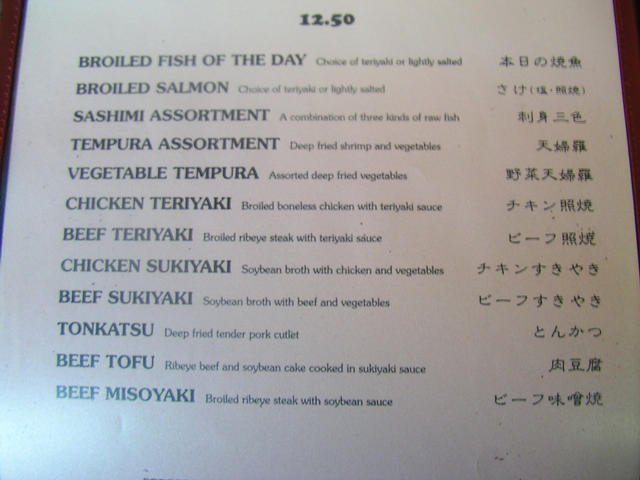 12.50
BROILED FISH OF THE DAY Choice of teriyaki or lightly salted 本日の焼魚
BROILED SALMON Choice of teriyaki or lightly salted さけ(塩・照焼)
SASHIMI ASSORTMENT A combination of three kinds of raw fish 刺身三色
TEMPURA ASSORTMENT Deep fried shrimp and vegetables 天婦羅
VEGETABLE TEMPURA Assorted deep fried vegetables 野菜天婦羅
CHICKEN TERIYAKI Broiled boneless chicken with teriyaki sauce チキン照焼
BEEF TERIYAKI Broiled ribeye steak with teriyaki sauce ビーフ照焼
CHICKEN SUKIYAKI Soybean broth with chicken and vegetables チキンすきやき
BEEF SUKIYAKI Soybean broth with beef and vegetables ビーフすきやき
TONKATSU Deep fried tender pork cutlet とんかつ
BEEF TOFU Ribeye beef and soybean cake cooked in sukiyaki sauce 肉豆腐
BEEF MISOYAKI Broiled ribeye steak with soybean sauce ビーフ味噌焼